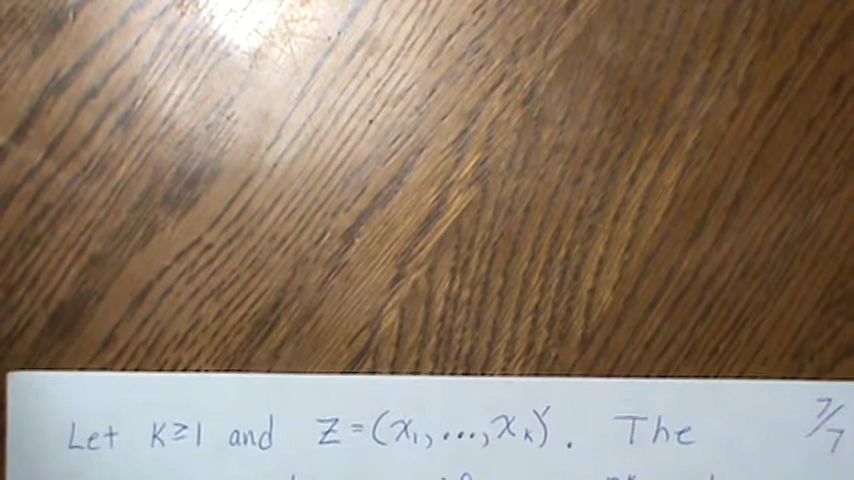 Let K≥1 and Z=(x₁,...,xₖ)′. The 7/7